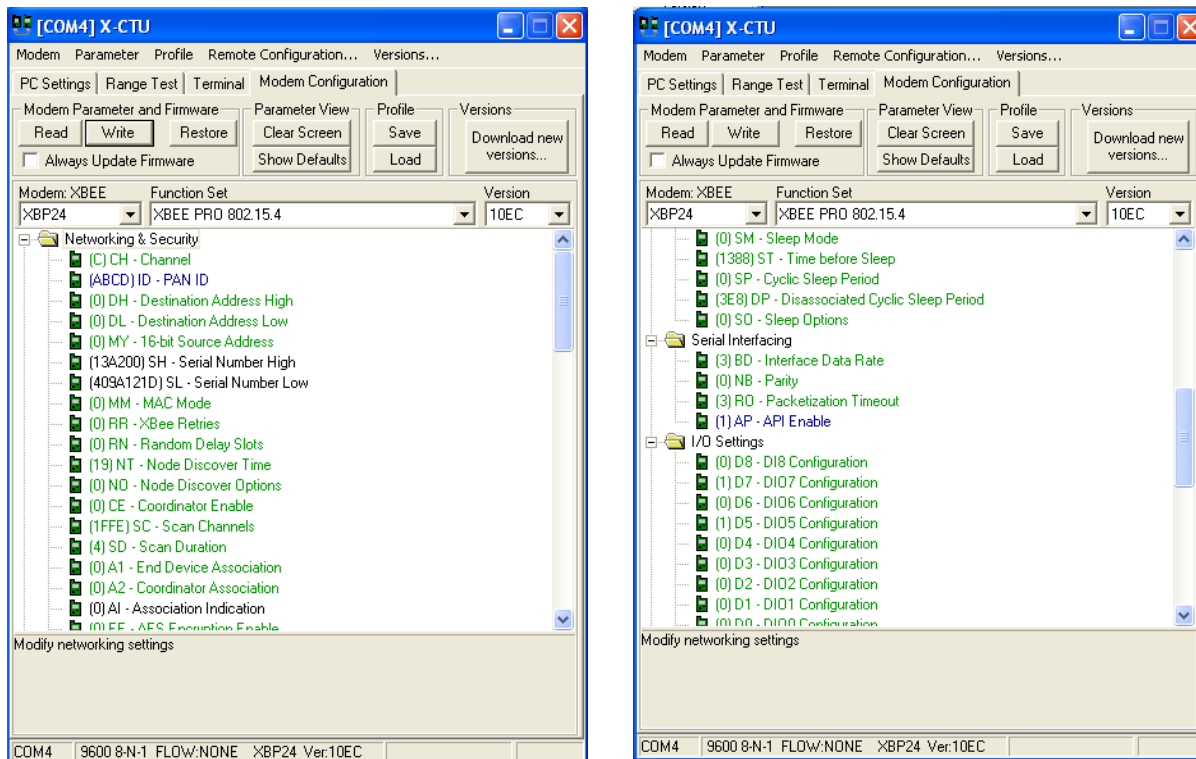 [COM4] X-CTU
Modem Parameter Profile Remote Configuration... Versions...
PC Settings Range Test Terminal Modem Configuration
Modem Parameter and Firmware Parameter View Profile Versions
Read Write Restore Clear Screen Save Download new versions...
Always Update Firmware Show Defaults Load
Modem: XBEE Function Set Version
XBP24 XBEE PRO 802.15.4 10EC
Networking & Security
(C) CH - Channel
(ABCD) ID - PAN ID
(0) DH - Destination Address High
(0) DL - Destination Address Low
(0) MY - 16-bit Source Address
(13A200) SH - Serial Number High
(409A121D) SL - Serial Number Low
(0) MM - MAC Mode
(0) RR - XBee Retries
(0) RN - Random Delay Slots
(19) NT - Node Discover Time
(0) NO - Node Discover Options
(0) CE - Coordinator Enable
(1FFE) SC - Scan Channels
(4) SD - Scan Duration
(0) A1 - End Device Association
(0) A2 - Coordinator Association
(0) AI - Association Indication
(0) EE - AES Encryption Enable
Modify networking settings
COM4 9600 8-N-1 FLOW:NONE XBP24 Ver:10EC
[COM4] X-CTU
Modem Parameter Profile Remote Configuration... Versions...
PC Settings Range Test Terminal Modem Configuration
Modem Parameter and Firmware Parameter View Profile Versions
Read Write Restore Clear Screen Save Download new versions...
Always Update Firmware Show Defaults Load
Modem: XBEE Function Set Version
XBP24 XBEE PRO 802.15.4 10EC
(0) SM - Sleep Mode
(1388) ST - Time before Sleep
(0) SP - Cyclic Sleep Period
(3E8) DP - Disassociated Cyclic Sleep Period
(0) SO - Sleep Options
Serial Interfacing
(3) BD - Interface Data Rate
(0) NB - Parity
(3) RO - Packetization Timeout
(1) AP - API Enable
I/O Settings
(0) D8 - DI8 Configuration
(1) D7 - DIO7 Configuration
(0) D6 - DIO6 Configuration
(1) D5 - DIO5 Configuration
(0) D4 - DIO4 Configuration
(0) D3 - DIO3 Configuration
(0) D2 - DIO2 Configuration
(0) D1 - DIO1 Configuration
(0) D0 - DIO0 Configuration
Modify networking settings
COM4 9600 8-N-1 FLOW:NONE XBP24 Ver:10EC